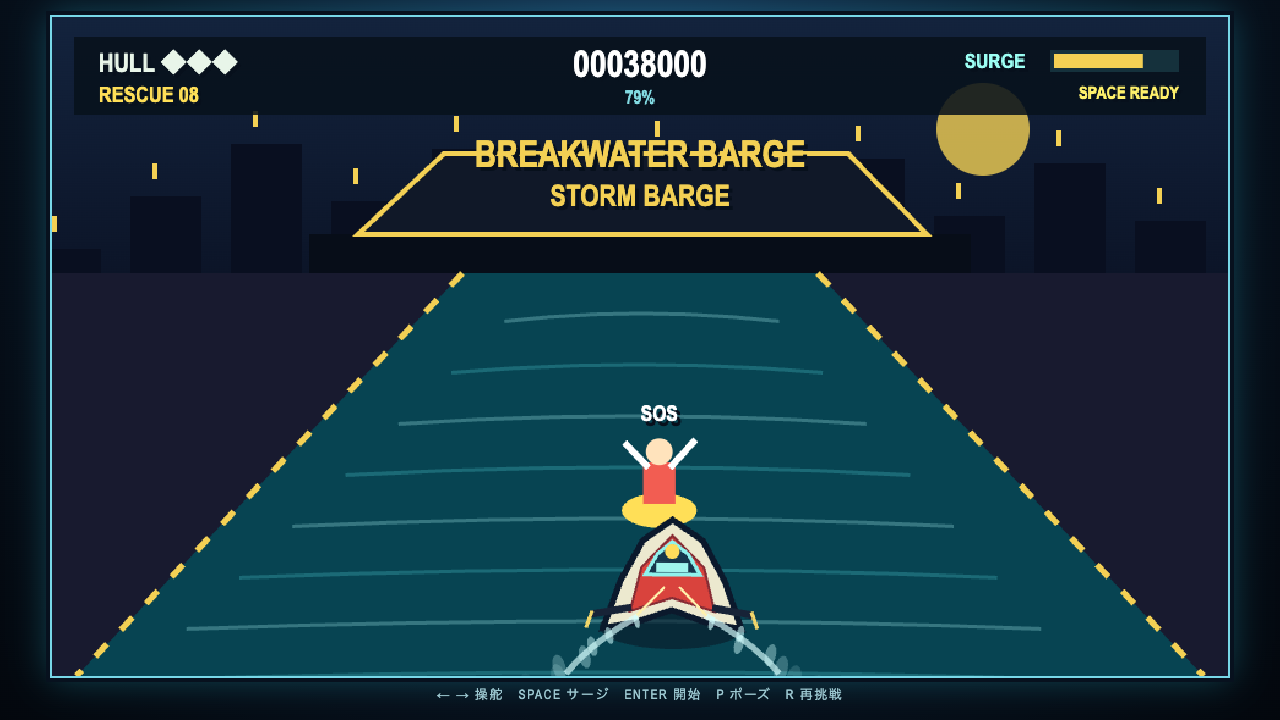 HULL
00038000
SURGE
RESCUE 08
79%
SPACE READY
BREAKWATER BARGE
STORM BARGE
SOS
← → 操舵 SPACE サージ ENTER 開始 P ポーズ R 再挑戦